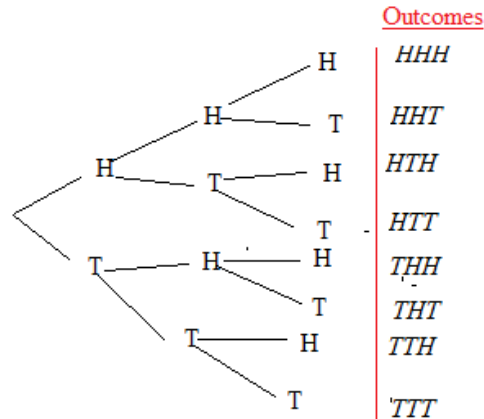 Outcomes
H HHH
H T HHT
H H HTH
T
T HTT
H H THH
T
T THT
T H TTH
T TTT